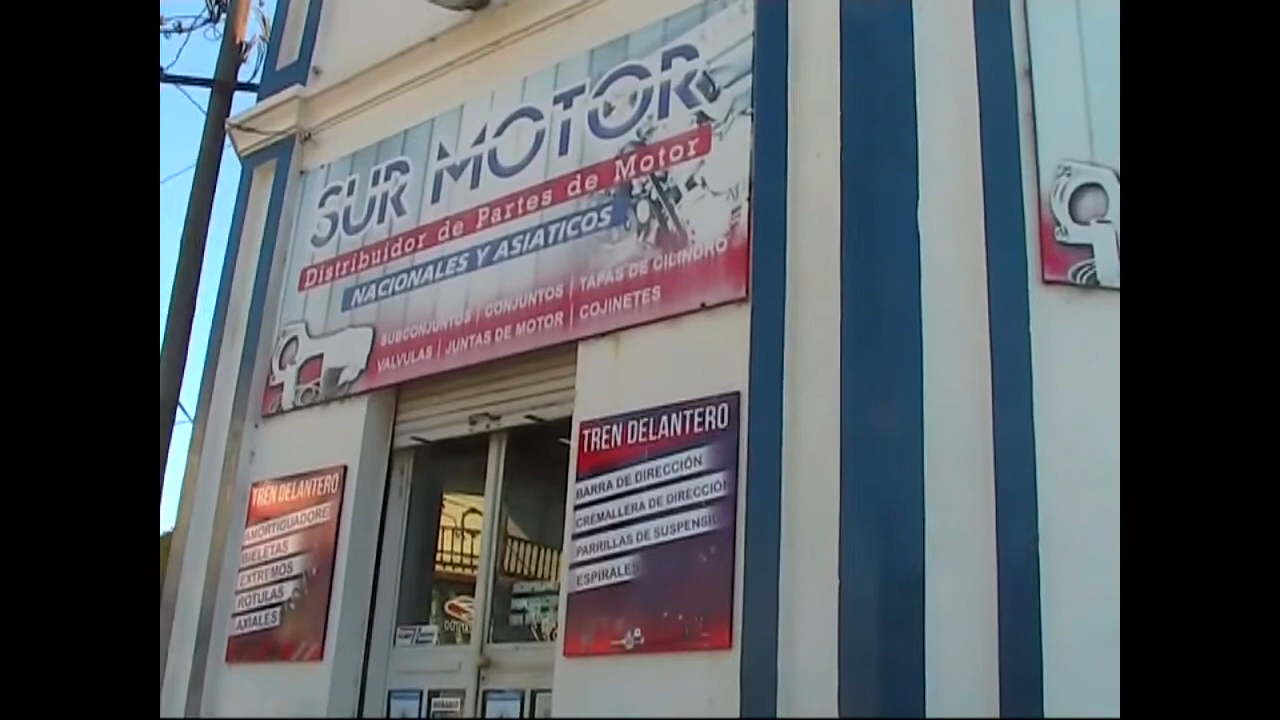 SUR MOTOR
Distribuidor de Partes de Motor
NACIONALES Y ASIATICOS
SUBCONJUNTOS | CONJUNTOS | TAPAS DE CILINDRO
VALVULAS | JUNTAS DE MOTOR | COJINETES
TREN DELANTERO
AMORTIGUADORE
BIELETAS
EXTREMOS
ROTULAS
AXIALES
TREN DELANTERO
BARRA DE DIRECCIÓN
CREMALLERA DE DIRECCIÓN
PARRILLAS DE SUSPENSI
ESPIRALES